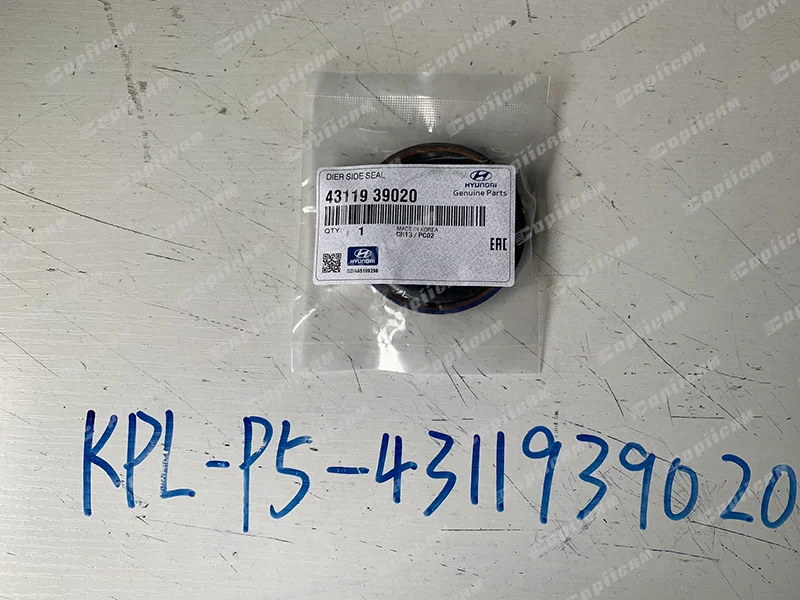 DIER SIDE SEAL
HYUNDAI
Genuine Parts
43119 39020
QTY: 1
MADE IN KOREA
CR13 / PC02
EAC
HYUNDAI
KPL-P5-4311939020
Copiicam